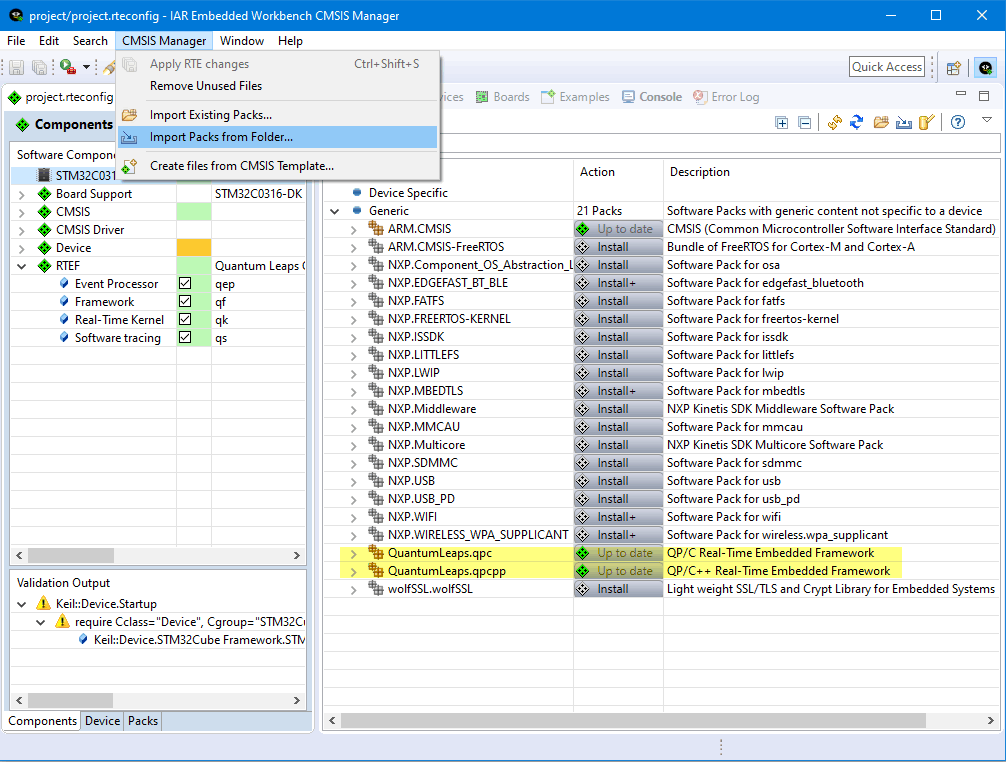 project/project.rteconfig - IAR Embedded Workbench CMSIS Manager
File Edit Search CMSIS Manager Window Help
Apply RTE changes Ctrl+Shift+S
Remove Unused Files
Import Existing Packs...
Import Packs from Folder...
Create files from CMSIS Template...
Quick Access
project.rteconfig Boards Examples Console Error Log
Components
Software
STM32C031
Board Support STM32C0316-DK
CMSIS
CMSIS Driver
Device
RTEF Quantum Leaps
Event Processor qep
Framework qf
Real-Time Kernel qk
Software tracing qs
Validation Output
Keil::Device.Startup
require Cclass="Device", Cgroup="STM32Cu
Keil::Device.STM32Cube Framework.STM
Components Device Packs
Action Description
Device Specific
Generic 21 Packs Software Packs with generic content not specific to a device
ARM.CMSIS Up to date CMSIS (Common Microcontroller Software Interface Standard)
ARM.CMSIS-FreeRTOS Install Bundle of FreeRTOS for Cortex-M and Cortex-A
NXP.Component_OS_Abstraction_L Install Software Pack for osa
NXP.EDGEFAST_BT_BLE Install+ Software Pack for edgefast_bluetooth
NXP.FATFS Install Software Pack for fatfs
NXP.FREERTOS-KERNEL Install Software Pack for freertos-kernel
NXP.ISSDK Install Software Pack for issdk
NXP.LITTLEFS Install Software Pack for littlefs
NXP.LWIP Install Software Pack for lwip
NXP.MBEDTLS Install+ Software Pack for mbedtls
NXP.Middleware Install NXP Kinetis SDK Middleware Software Pack
NXP.MMCAU Install Software Pack for mmcau
NXP.Multicore Install NXP Kinetis SDK Multicore Software Pack
NXP.SDMMC Install Software Pack for sdmmc
NXP.USB Install Software Pack for usb
NXP.USB_PD Install Software Pack for usb_pd
NXP.WIFI Install+ Software Pack for wifi
NXP.WIRELESS_WPA_SUPPLICANT Install+ Software Pack for wireless.wpa_supplicant
QuantumLeaps.qpc Up to date QP/C Real-Time Embedded Framework
QuantumLeaps.qpcpp Up to date QP/C++ Real-Time Embedded Framework
wolfSSL.wolfSSL Install Light weight SSL/TLS and Crypt Library for Embedded Systems